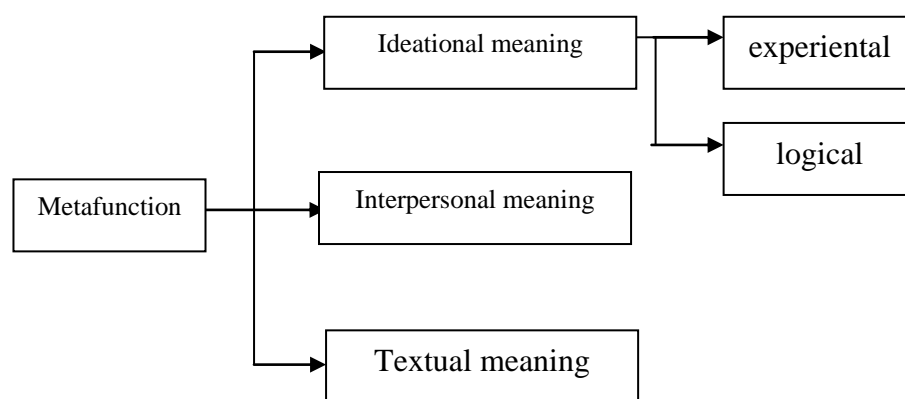 Ideational meaning
experiental
logical
Metafunction
Interpersonal meaning
Textual meaning